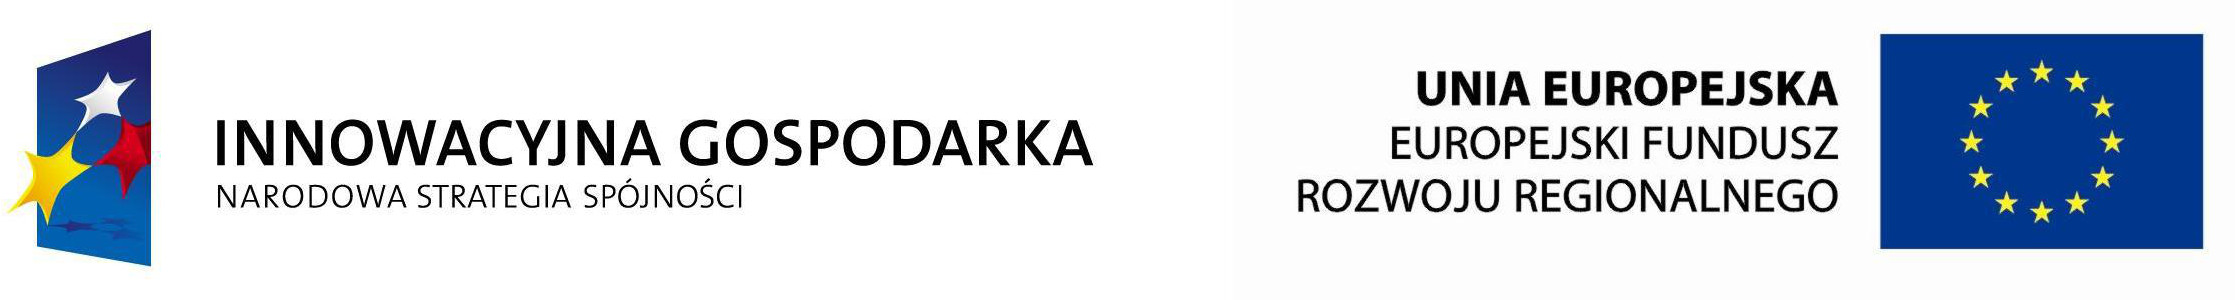 INNOWACYJNA GOSPODARKA
NARODOWA STRATEGIA SPÓJNOŚCI
UNIA EUROPEJSKA
EUROPEJSKI FUNDUSZ
ROZWOJU REGIONALNEGO